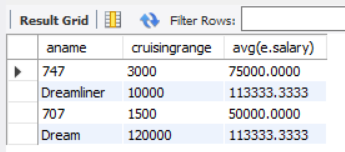 Result Grid Filter Rows:
aname cruisingrange avg(e.salary)
747 3000 75000.0000
Dreamliner 10000 113333.3333
707 1500 50000.0000
Dream 120000 113333.3333